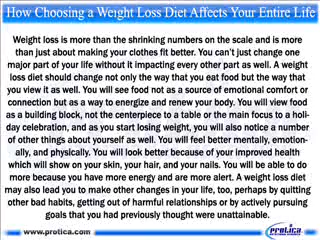 How Choosing a Weight Loss Diet Affects Your Entire Life
Weight loss is more than the shrinking numbers on the scale and is more
than just about making your clothes fit better. You can't just change one
major part of your life without it impacting every other part as well. A weight
loss diet should change not only the way that you eat food but the way that
you view it as well. You will see food not as a source of emotional comfort or
connection but as a way to energize and renew your body. You will view food
as a building block, not the centerpiece to a table or the main focus to a holi-
day celebration, and as you start losing weight, you will also notice a number
of other things about yourself as well. You will feel better mentally, emotion-
ally, and physically. You will look better because of your improved health
which will show on your skin, your hair, and your nails. You will be able to do
more because you have more energy and are more alert. A weight loss diet
may also lead you to make other changes in your life, too, perhaps by quitting
other bad habits, getting out of harmful relationships or by actively pursuing
goals that you had previously thought were unattainable.
www.protica.com
protica